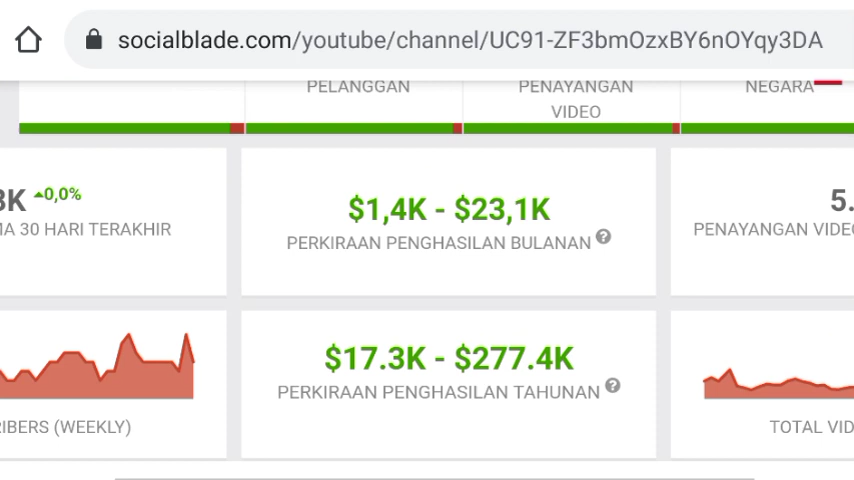 socialblade.com/youtube/channel/UC91-ZF3bmOzxBY6nOYqy3DA
PELANGGAN
PENAYANGAN
VIDEO
NEGARA
0,0%
30 HARI TERAKHIR
$1,4K - $23,1K
PERKIRAAN PENGHASILAN BULANAN ?
5.
PENAYANGAN
$17.3K - $277.4K
PERKIRAAN PENGHASILAN TAHUNAN ?
(WEEKLY)
TOTAL